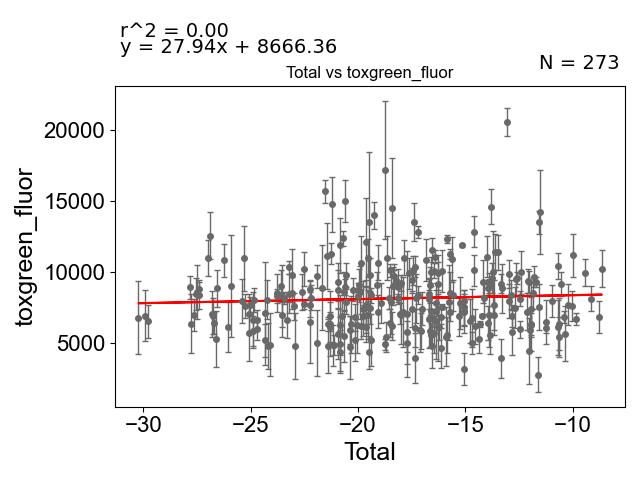 r^2 = 0.00
y = 27.94x + 8666.36
N = 273
Total vs toxgreen_fluor
20000
15000
10000
5000
toxgreen_fluor
−30
−25
−20
−15
−10
Total